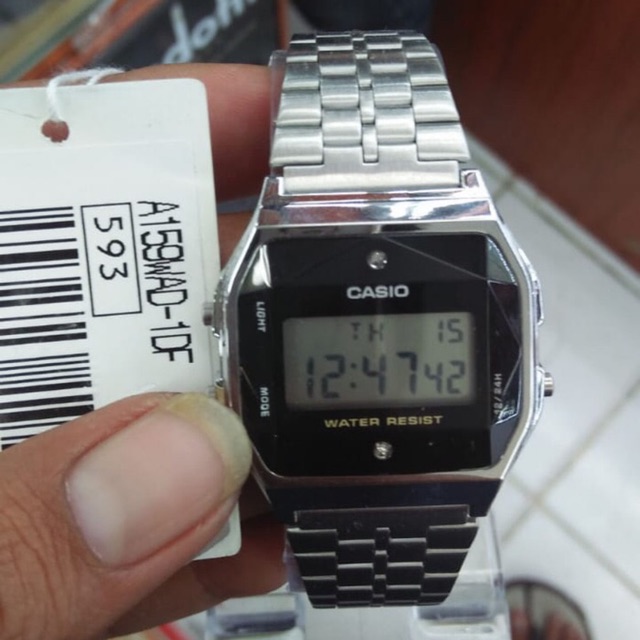 A159WAD-1DF
593
CASIO
LIGHT
TH 15
12:47 42
MODE
12/24H
WATER RESIST